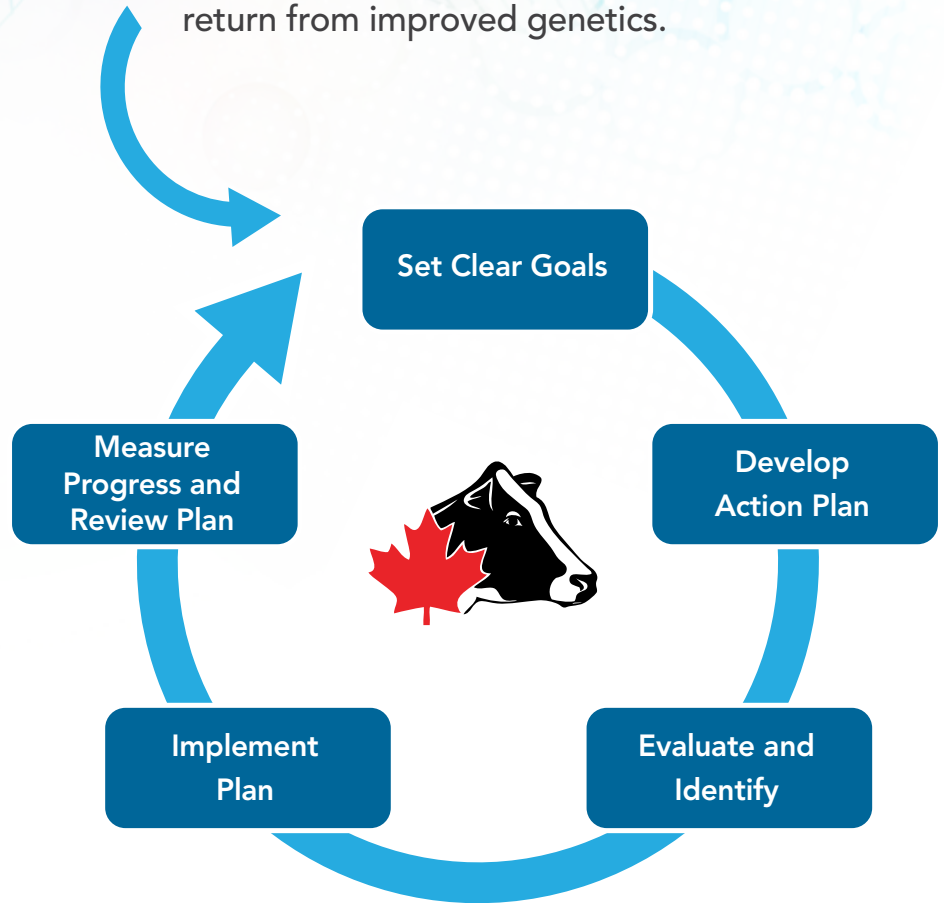 return from improved genetics.
Set Clear Goals
Develop
Action Plan
Evaluate and
Identify
Implement
Plan
Measure
Progress and
Review Plan